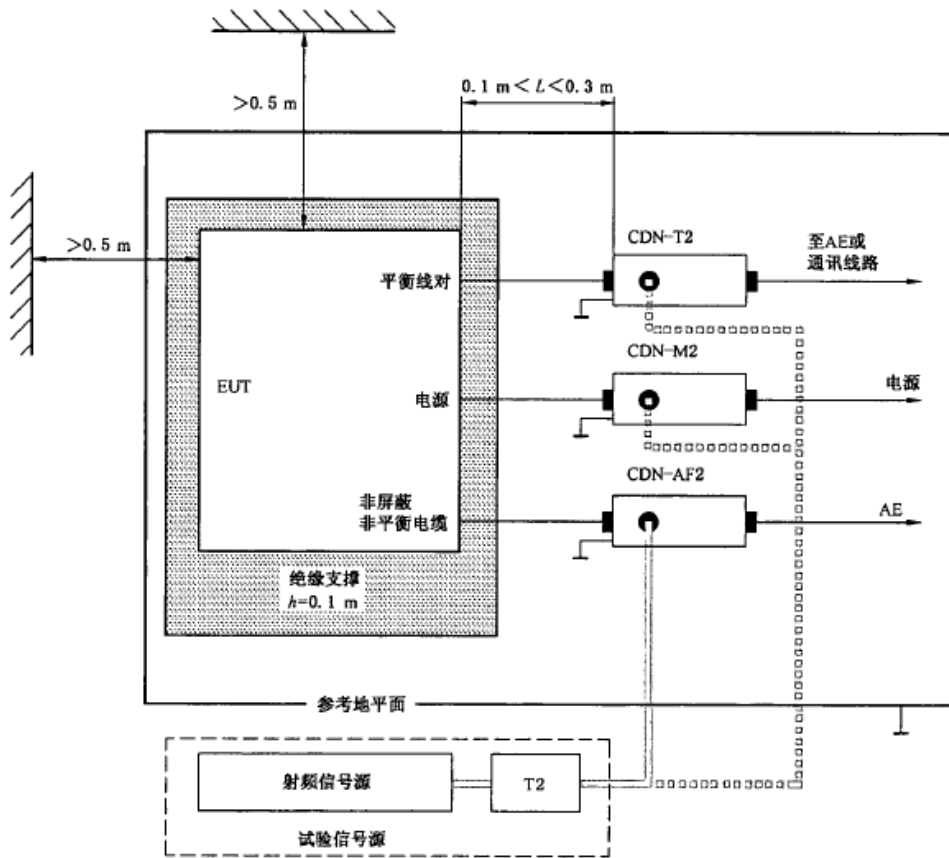 >0.5 m
0.1 m<L<0.3 m
>0.5 m
CDN-T2
至AE或
通讯线路
平衡线对
CDN-M2
EUT
电源
电源
CDN-AF2
非屏蔽
非平衡电缆
AE
绝缘支撑
h=0.1 m
参考地平面
射频信号源
T2
试验信号源